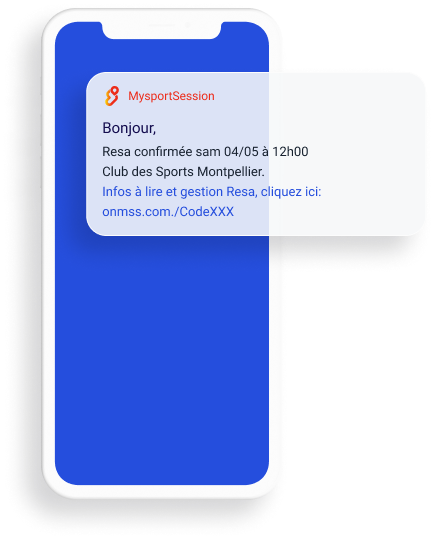 MysportSession
Bonjour,
Resa confirmée sam 04/05 à 12h00
Club des Sports Montpellier.
Infos à lire et gestion Resa, cliquez ici:
onmss.com./CodeXXX